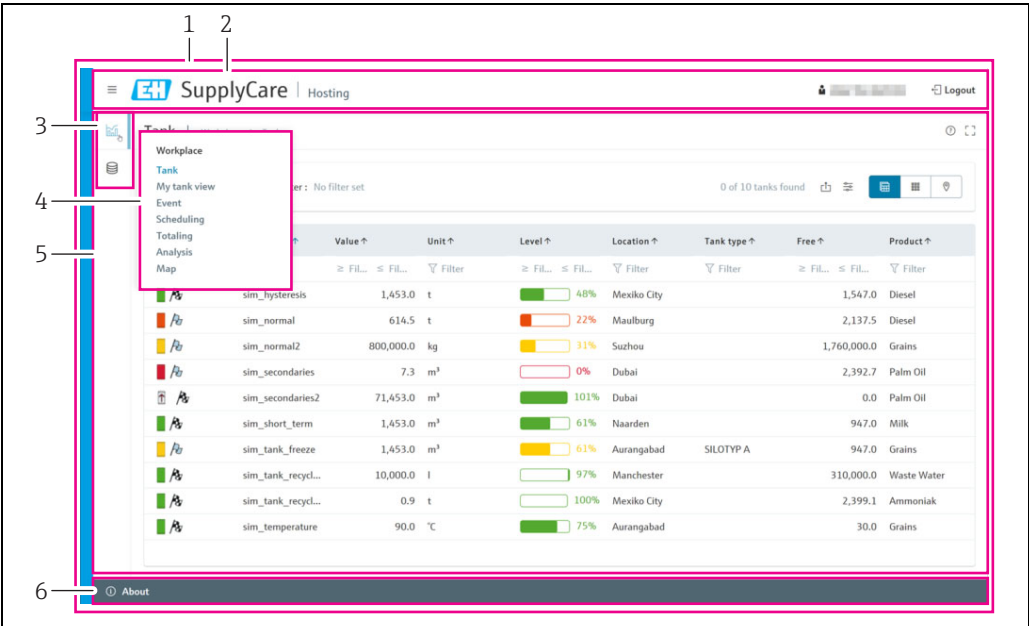 1 2
E+H SupplyCare | Hosting Logout
3 Tank
Workplace
Tank
My tank view er : No filter set 0 of 10 tanks found
4 Event
Scheduling
Totaling
5 Analysis
Map
↑ Value ↑ Unit ↑ Level ↑ Location ↑ Tank type ↑ Free ↑ Product ↑
≥ Fil... ≤ Fil... Filter ≥ Fil... ≤ Fil... Filter Filter ≥ Fil... ≤ Fil... Filter
sim_hysteresis 1,453.0 t 48% Mexiko City 1,547.0 Diesel
sim_normal 614.5 t 22% Maulburg 2,137.5 Diesel
sim_normal2 800,000.0 kg 31% Suzhou 1,760,000.0 Grains
sim_secondaries 7.3 m³ 0% Dubai 2,392.7 Palm Oil
sim_secondaries2 71,453.0 m³ 101% Dubai 0.0 Palm Oil
sim_short_term 1,453.0 m³ 61% Naarden 947.0 Milk
sim_tank_freeze 1,453.0 m³ 61% Aurangabad SILOTYP A 947.0 Grains
sim_tank_recycl... 10,000.0 l 97% Manchester 310,000.0 Waste Water
sim_tank_recycl... 0.9 t 100% Mexiko City 2,399.1 Ammoniak
sim_temperature 90.0 °C 75% Aurangabad 30.0 Grains
6 About